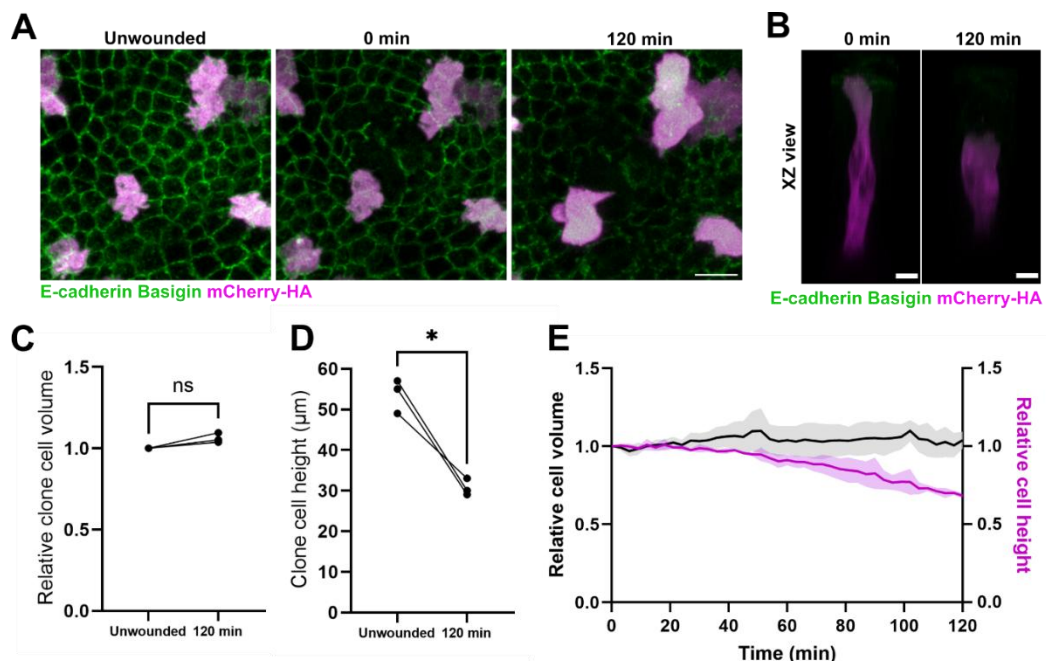 A
Unwounded
0 min
120 min
E-cadherin Basigin mCherry-HA
B
0 min
120 min
XZ view
E-cadherin Basigin mCherry-HA
C
Relative clone cell volume
1.5
1.0
0.5
0.0
ns
Unwounded 120 min
D
Clone cell height (µm)
60
50
40
30
20
10
0
*
Unwounded 120 min
E
Relative cell volume
1.5
1.0
0.5
0.0
1.5
1.0
0.5
0.0
Relative cell height
0 20 40 60 80 100 120
Time (min)